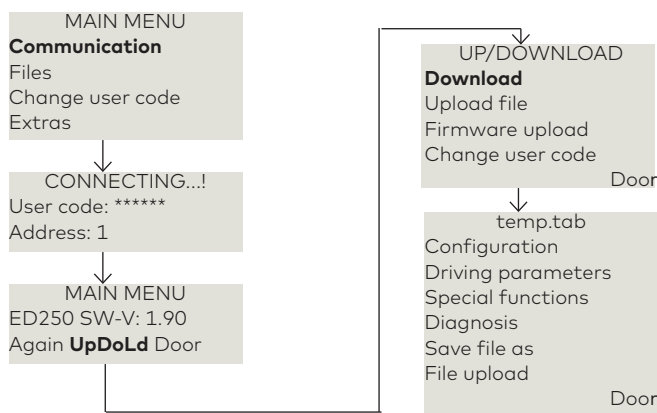 MAIN MENU
Communication
Files
Change user code
Extras
CONNECTING...!
User code: ******
Address: 1
MAIN MENU
ED250 SW-V: 1.90
Again UpDoLd Door
UP/DOWNLOAD
Download
Upload file
Firmware upload
Change user code
Door
temp.tab
Configuration
Driving parameters
Special functions
Diagnosis
Save file as
File upload
Door